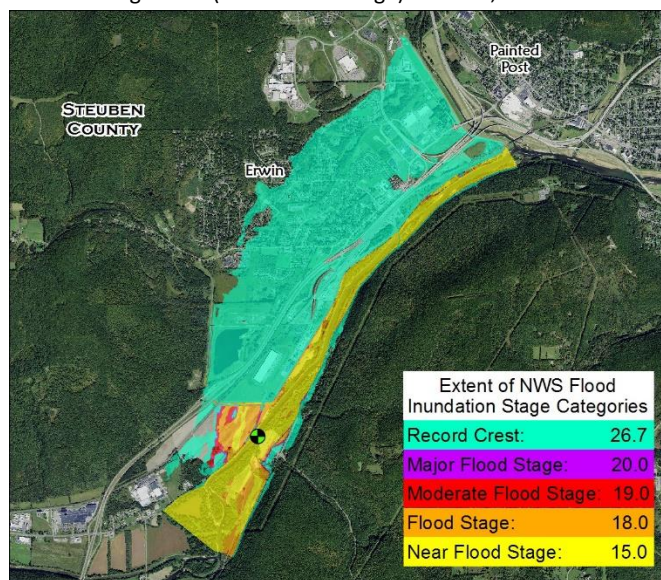 Painted
Post
STEUBEN
COUNTY
Erwin
Extent of NWS Flood
Inundation Stage Categories
Record Crest: 26.7
Major Flood Stage: 20.0
Moderate Flood Stage: 19.0
Flood Stage: 18.0
Near Flood Stage: 15.0